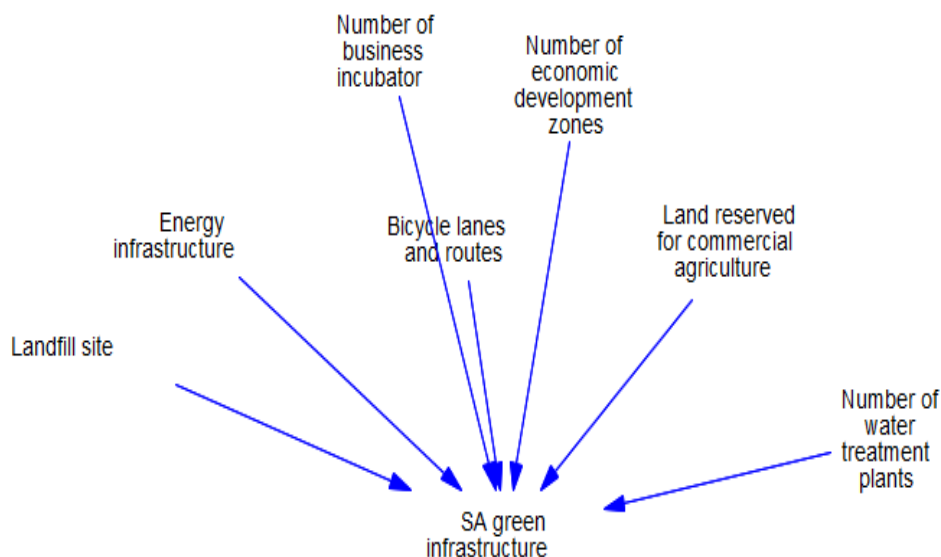 Number of
business
incubator
Number of
economic
development
zones
Energy
infrastructure
Bicycle lanes
and routes
Land reserved
for commercial
agriculture
Landfill site
Number of
water
treatment
plants
SA green
infrastructure